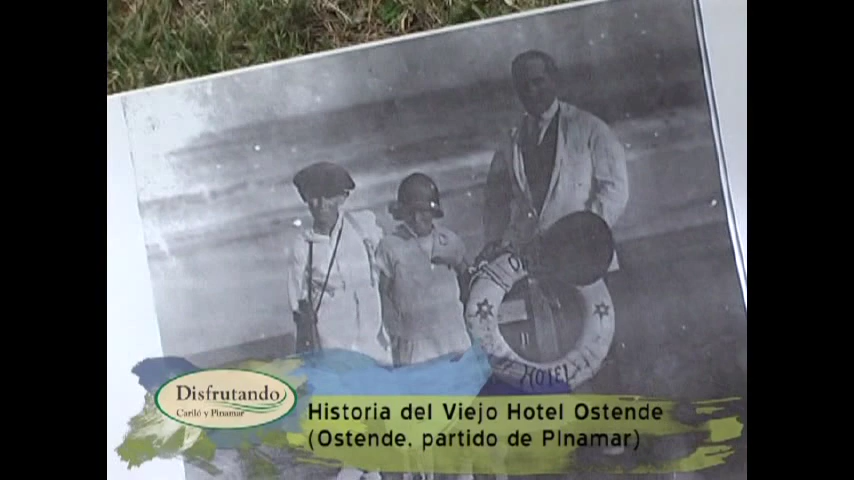 HOTEL
Disfrutando
Cariló y Pinamar
Historia del Viejo Hotel Ostende
(Ostende, partido de Pinamar)